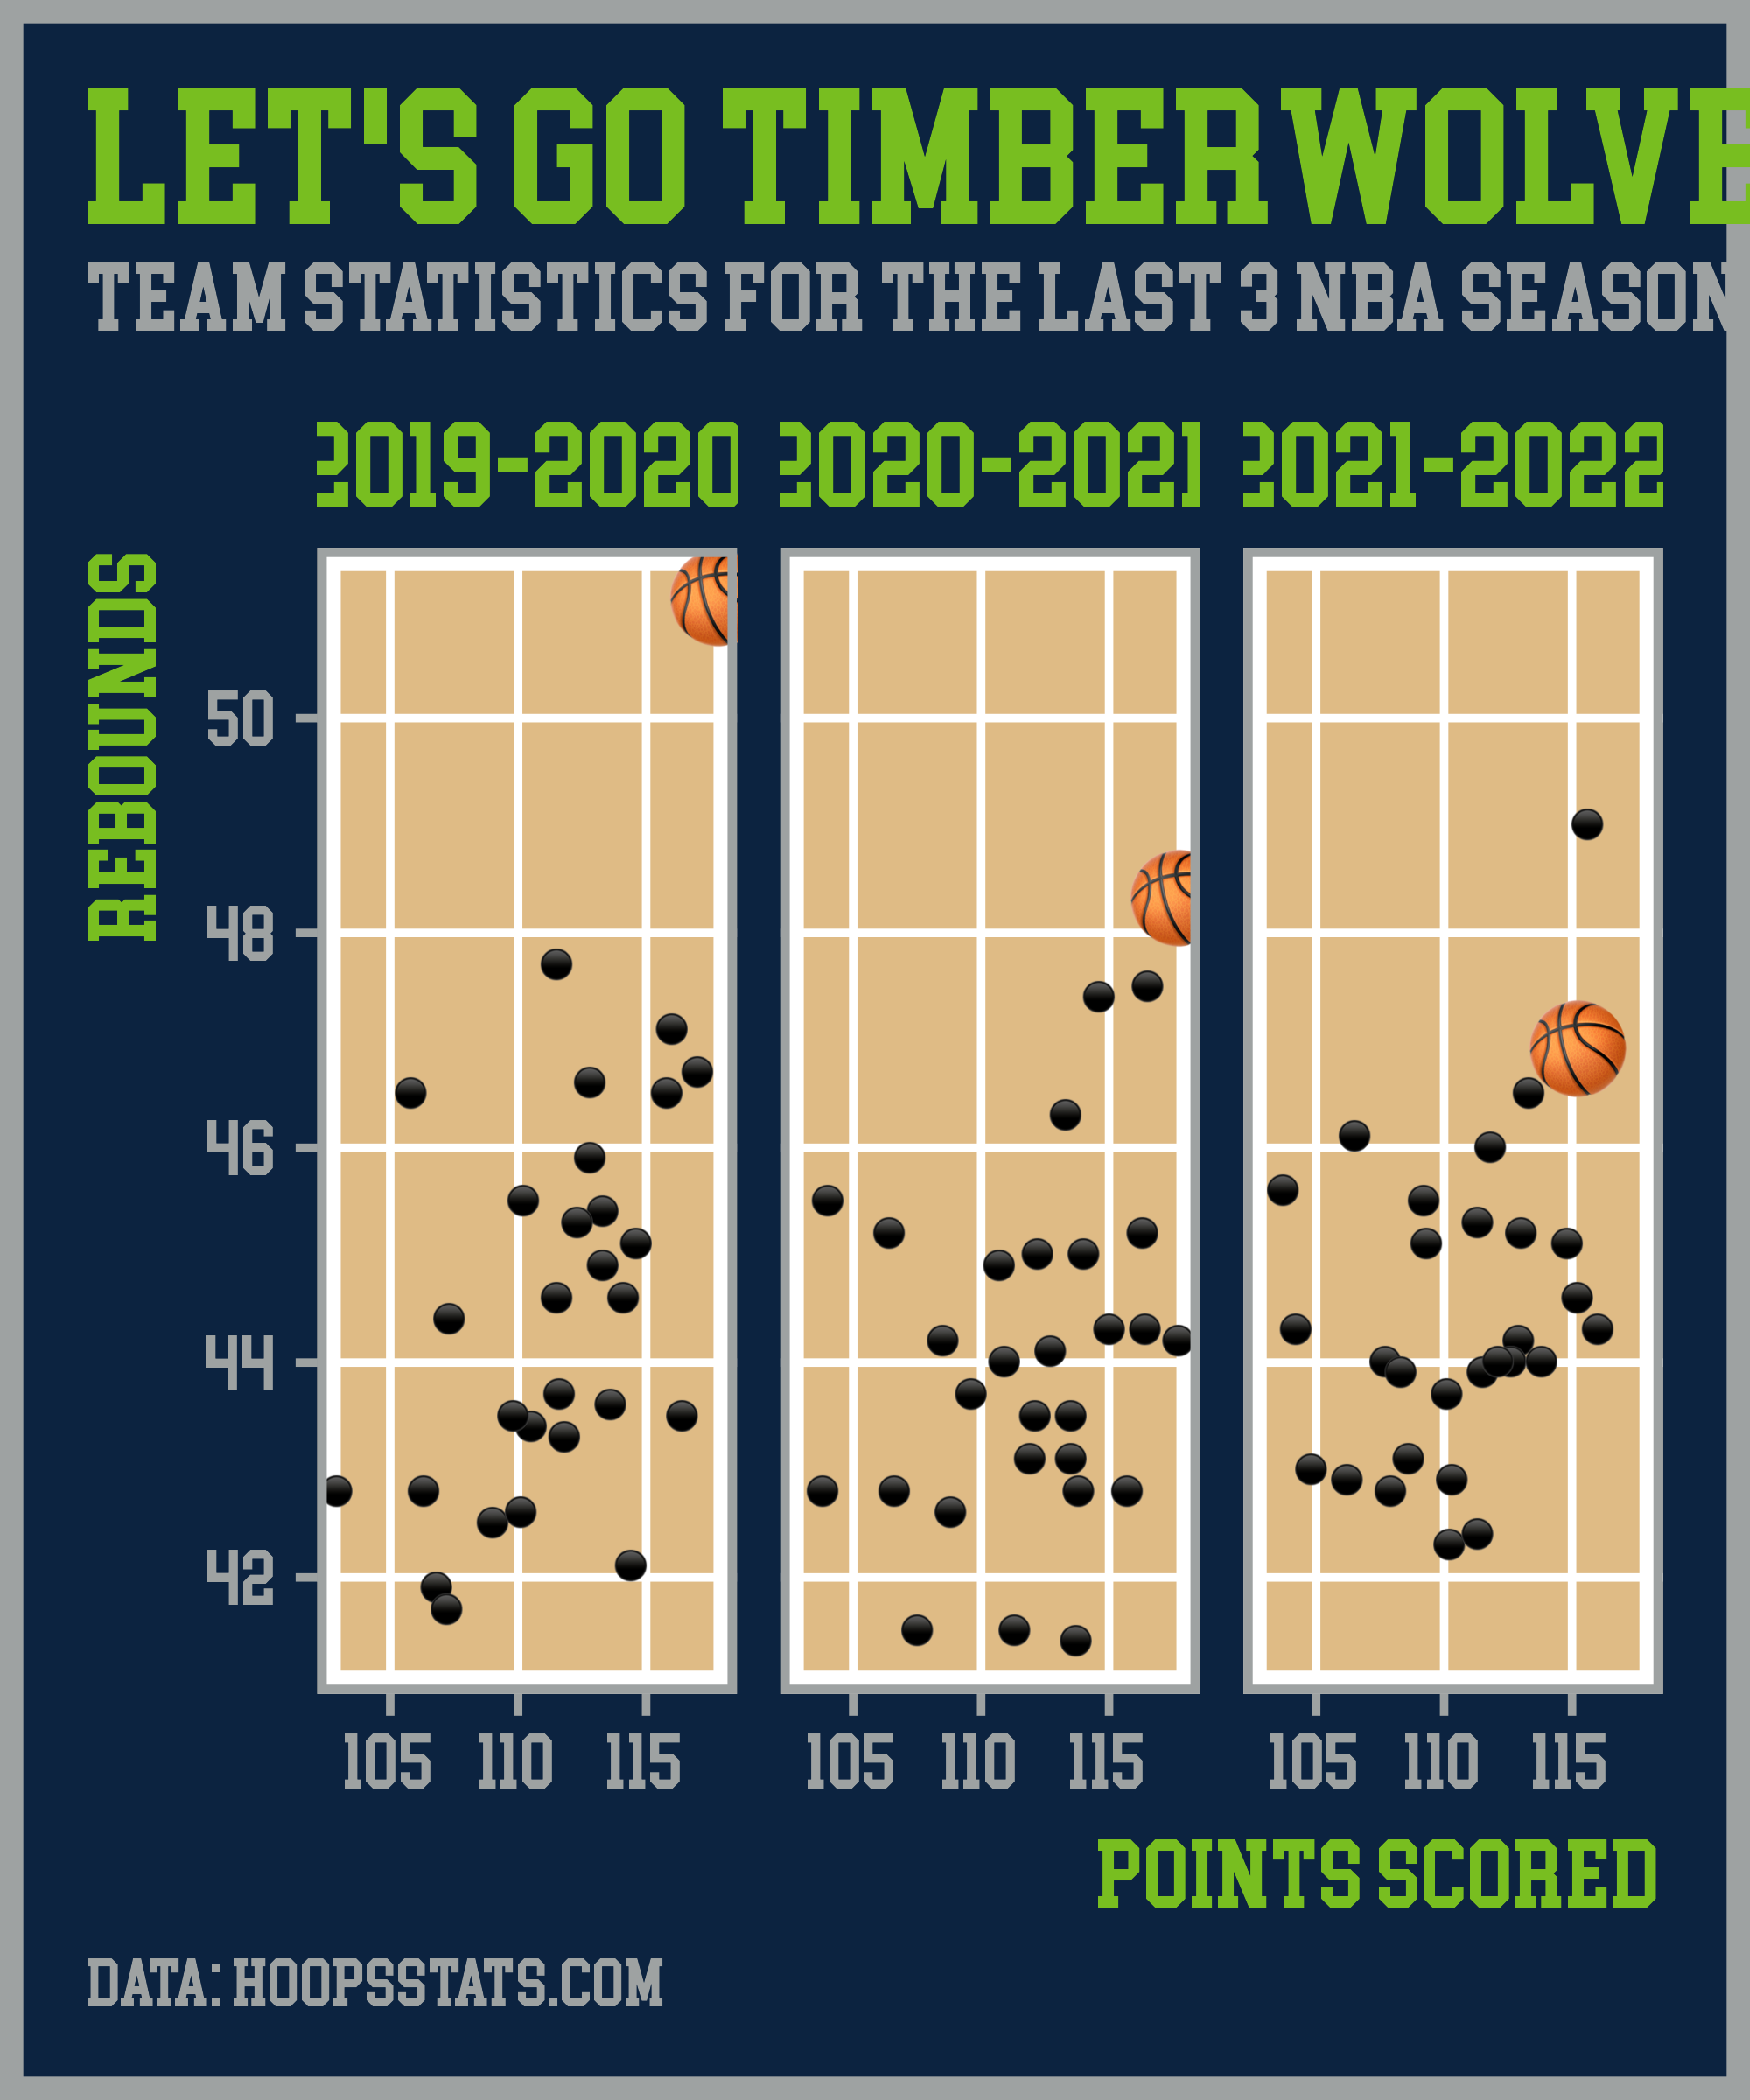 LET'S GO TIMBERWOLVE
TEAM STATISTICS FOR THE LAST 3 NBA SEASON
2019-2020 2020-2021 2021-2022
REBOUNDS
50
48
46
44
42
105 110 115 105 110 115 105 110 115
POINTS SCORED
DATA: HOOPSSTATS.COM